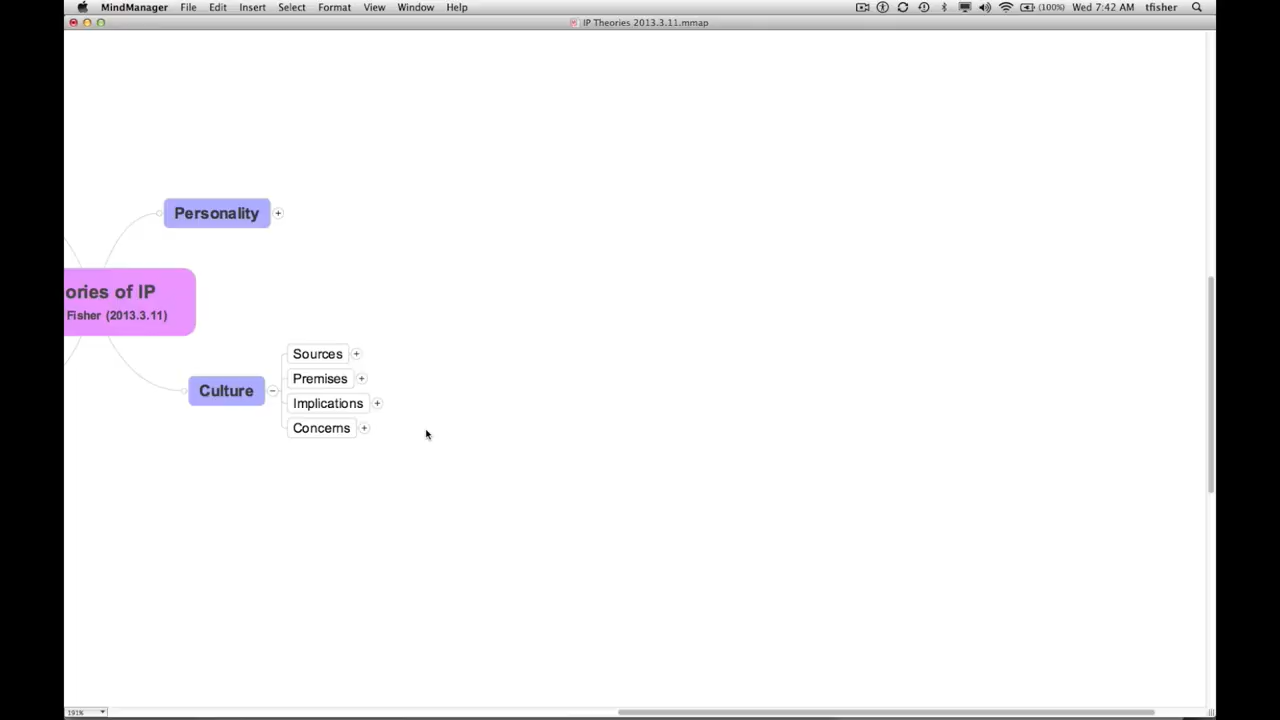 MindManager File Edit Insert Select Format View Window Help (100%) Wed 7:42 AM tfisher
IP Theories 2013.3.11.mmap
Personality
ories of IP
Fisher (2013.3.11)
Sources
Premises
Culture
Implications
Concerns
191%